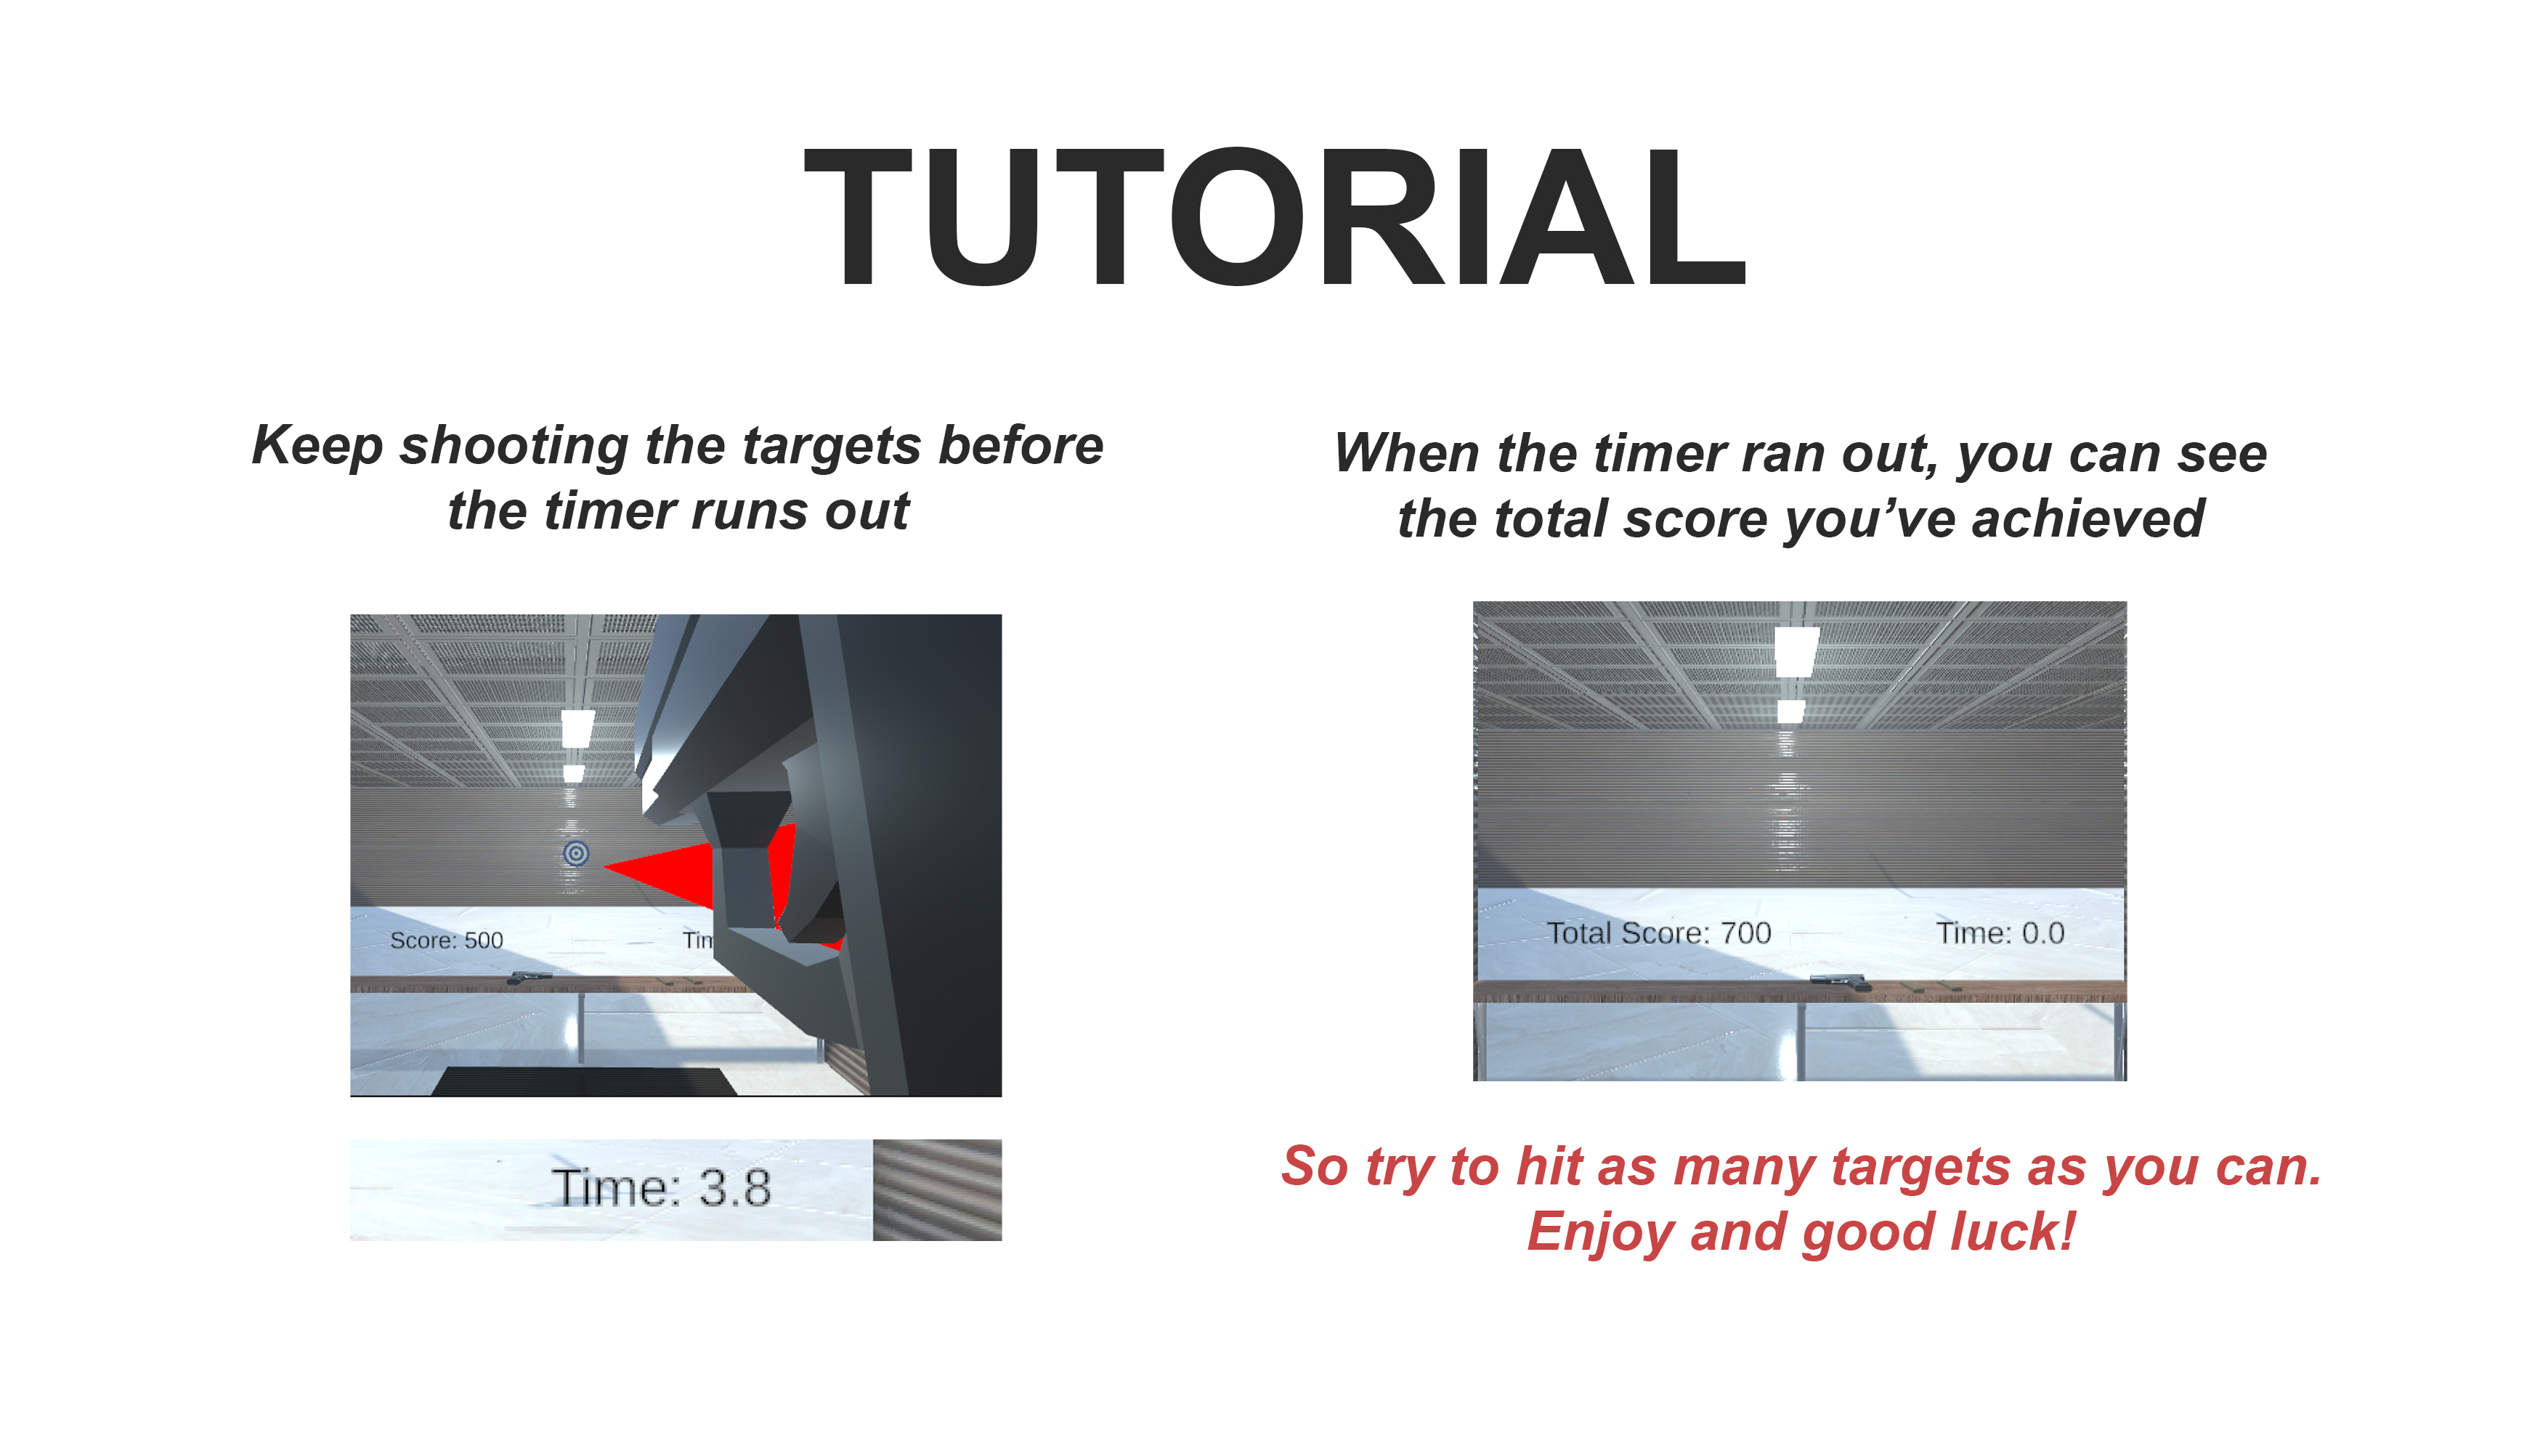 TUTORIAL
Keep shooting the targets before
the timer runs out
Score: 500
Time: 3.8
When the timer ran out, you can see
the total score you’ve achieved
Total Score: 700
Time: 0.0
So try to hit as many targets as you can.
Enjoy and good luck!